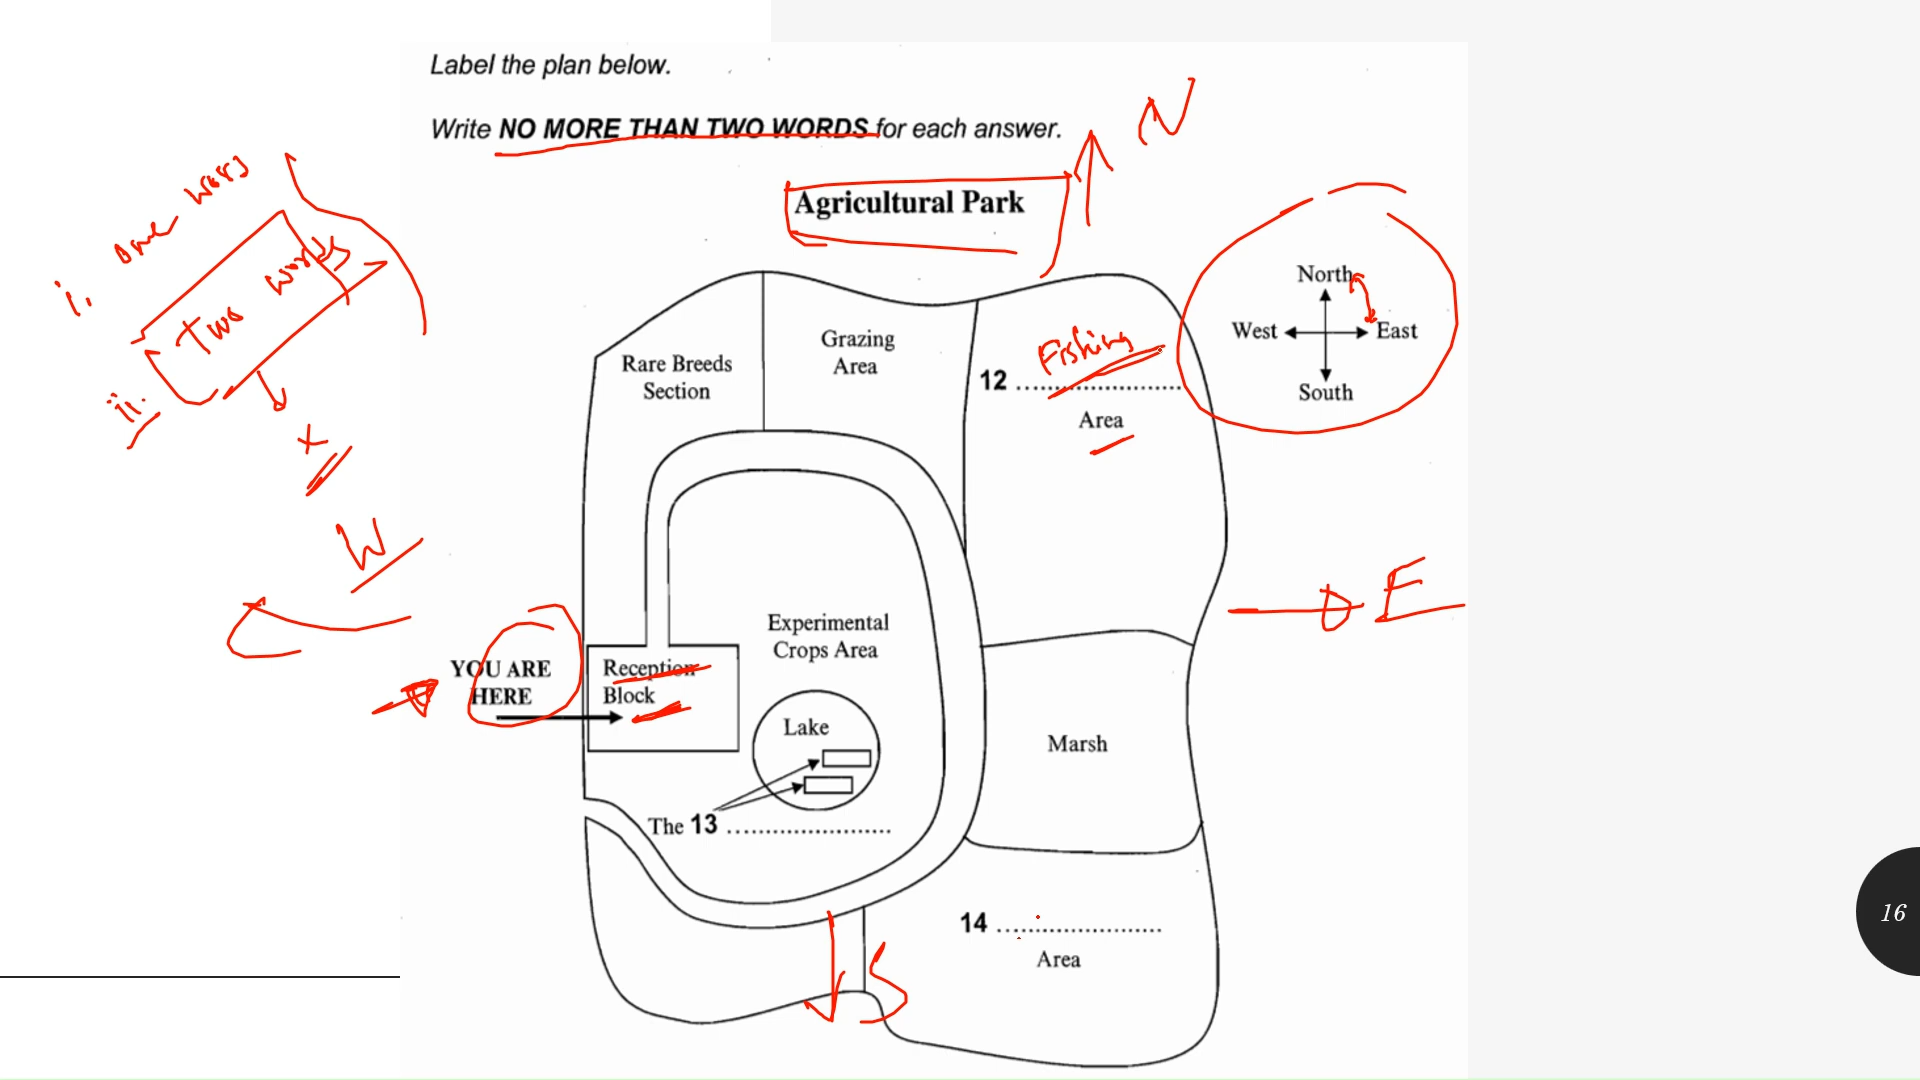 Label the plan below.
Write NO MORE THAN TWO WORDS for each answer.
N
i. One word
ii. Two words
x
Agricultural Park
North
West East
South
Rare Breeds
Section
Grazing
Area
Fishing
12 ........................
Area
W
E
YOU ARE
HERE
Reception
Block
Experimental
Crops Area
Lake
Marsh
The 13 ........................
14 ........................
Area
S
16